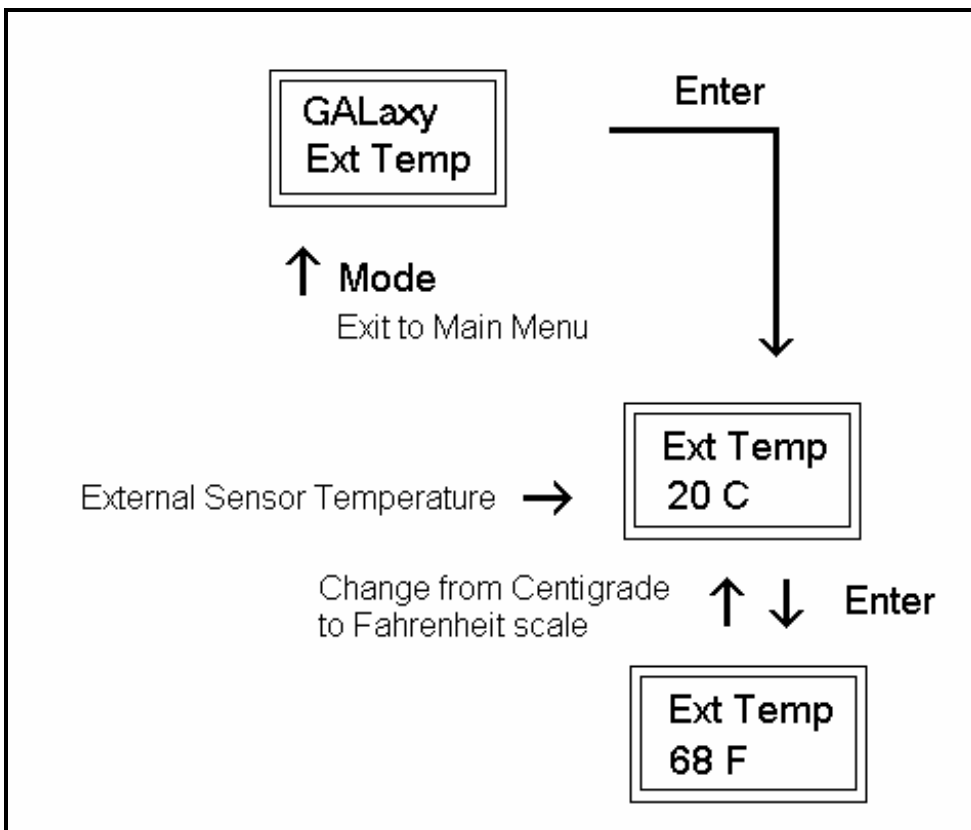 GALaxy
Ext Temp
Enter
Mode
Exit to Main Menu
Ext Temp
20 C
External Sensor Temperature
Change from Centigrade
to Fahrenheit scale
Enter
Ext Temp
68 F